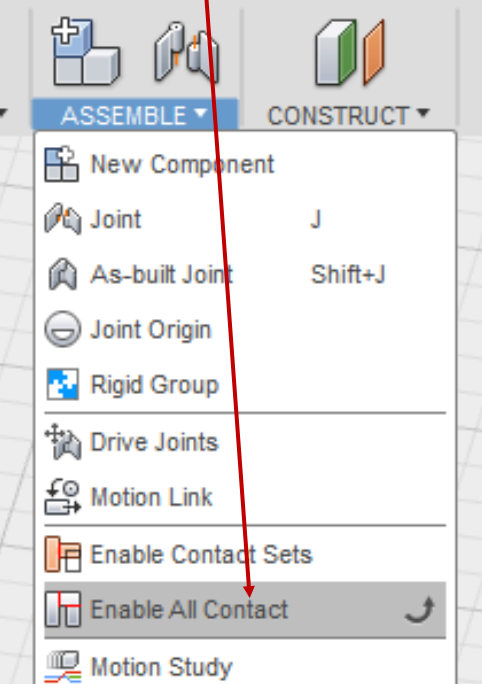 ASSEMBLE CONSTRUCT
New Component
Joint J
As-built Joint Shift+J
Joint Origin
Rigid Group
Drive Joints
Motion Link
Enable Contact Sets
Enable All Contact
Motion Study